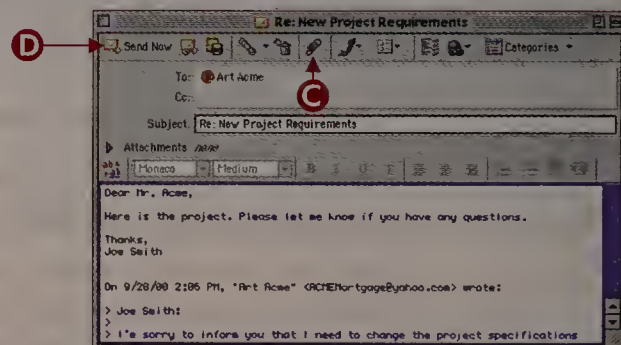 Re: New Project Requirements
D
Send Now
Categories
C
To: Art Acme
Cc:
Subject: Re: New Project Requirements
Attachments none
Monaco Medium B I U T
Dear Mr. Acme,
Here is the project. Please let me know if you have any questions.
Thanks,
Joe Smith
On 9/28/00 2:06 PM, "Art Acme" <ACMEMortgage@yahoo.com> wrote:
> Joe Smith:
>
> I'm sorry to inform you that I need to change the project specifications